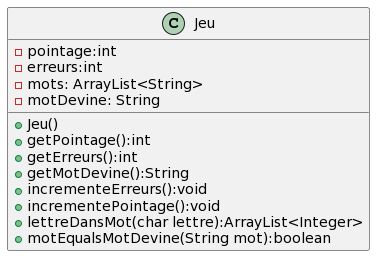 C Jeu
pointage:int
erreurs:int
mots: ArrayList<String>
motDevine: String
Jeu()
getPointage():int
getErreurs():int
getMotDevine():String
incrementeErreurs():void
incrementePointage():void
lettreDansMot(char lettre):ArrayList<Integer>
motEqualsMotDevine(String mot):boolean